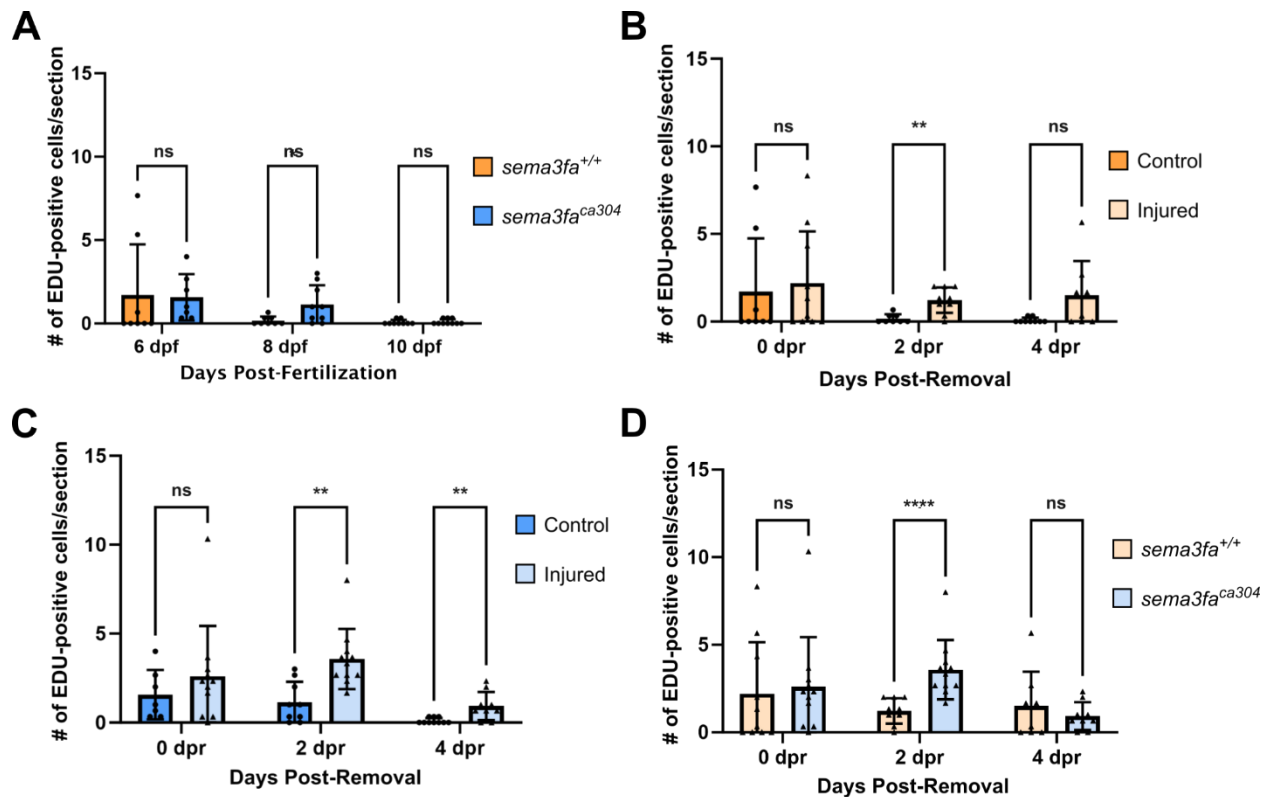 A
# of EDU-positive cells/section
15
10
5
0
ns
ns
ns
6 dpf
8 dpf
10 dpf
Days Post-Fertilization
sema3fa+/+
sema3faca304
B
# of EDU-positive cells/section
15
10
5
0
ns
**
ns
0 dpr
2 dpr
4 dpr
Days Post-Removal
Control
Injured
C
# of EDU-positive cells/section
15
10
5
0
ns
**
**
0 dpr
2 dpr
4 dpr
Days Post-Removal
Control
Injured
D
# of EDU-positive cells/section
15
10
5
0
ns
****
ns
0 dpr
2 dpr
4 dpr
Days Post-Removal
sema3fa+/+
sema3faca304